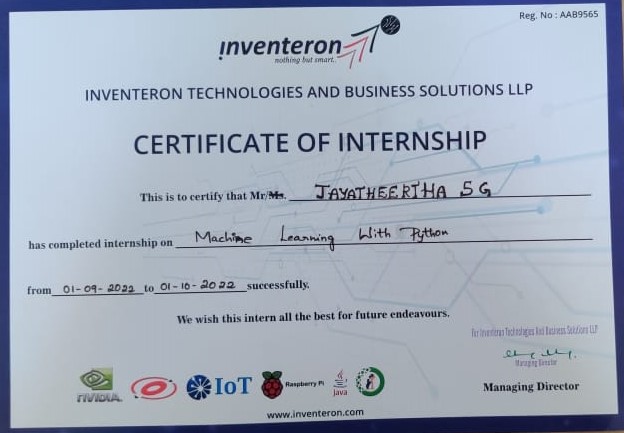 Reg. No : AAB9565
inventeron
nothing but smart.
INVENTERON TECHNOLOGIES AND BUSINESS SOLUTIONS LLP
CERTIFICATE OF INTERNSHIP
This is to certify that Mr/Ms. JAYATHEERTHA S G
has completed internship on Machine Learning With Python
from 01-09-2022 to 01-10-2022 successfully.
We wish this intern all the best for future endeavours.
For Inventeron Technologies And Business Solutions LLP
Managing Director
Managing Director
NVIDIA.
IoT
Raspberry Pi
Java
www.inventeron.com